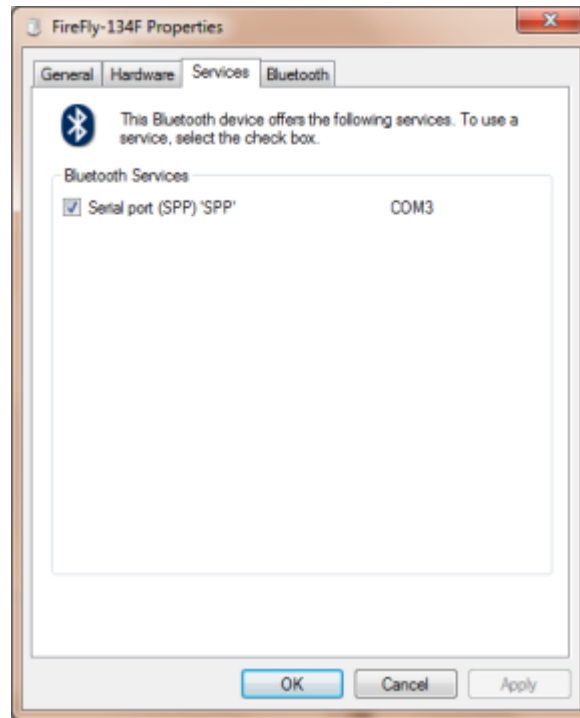 FireFly-134F Properties
General Hardware Services Bluetooth
This Bluetooth device offers the following services. To use a
service, select the check box.
Bluetooth Services
Serial port (SPP) 'SPP' COM3
OK Cancel Apply